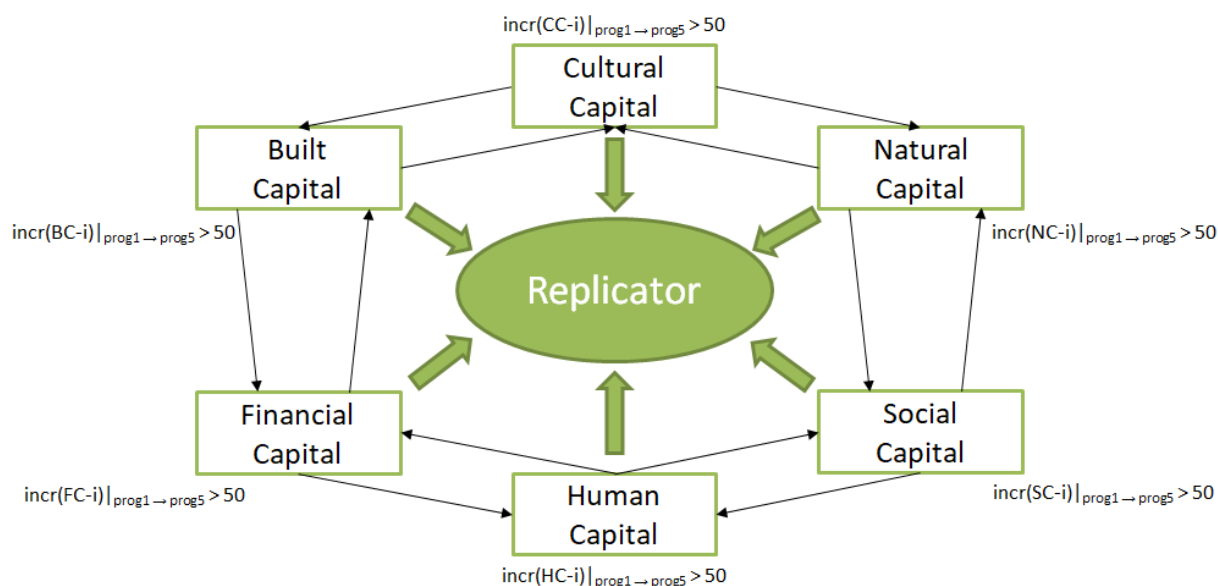 incr(CC-i)|prog1→prog5 > 50
Cultural
Capital
Built
Capital
Natural
Capital
incr(BC-i)|prog1→prog5 > 50
incr(NC-i)|prog1→prog5 > 50
Replicator
Financial
Capital
Social
Capital
incr(FC-i)|prog1→prog5 > 50
Human
Capital
incr(SC-i)|prog1→prog5 > 50
incr(HC-i)|prog1→prog5 > 50